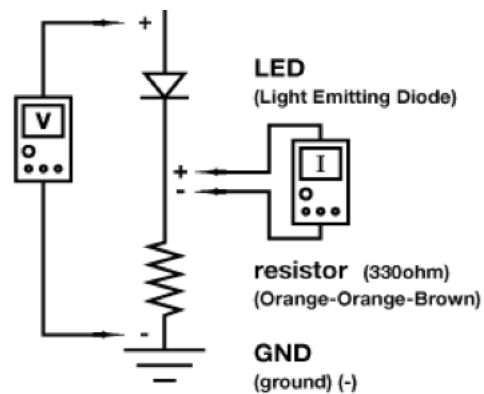 +
LED
(Light Emitting Diode)
V
I
+
-
resistor (330ohm)
(Orange-Orange-Brown)
-
GND
(ground) (-)